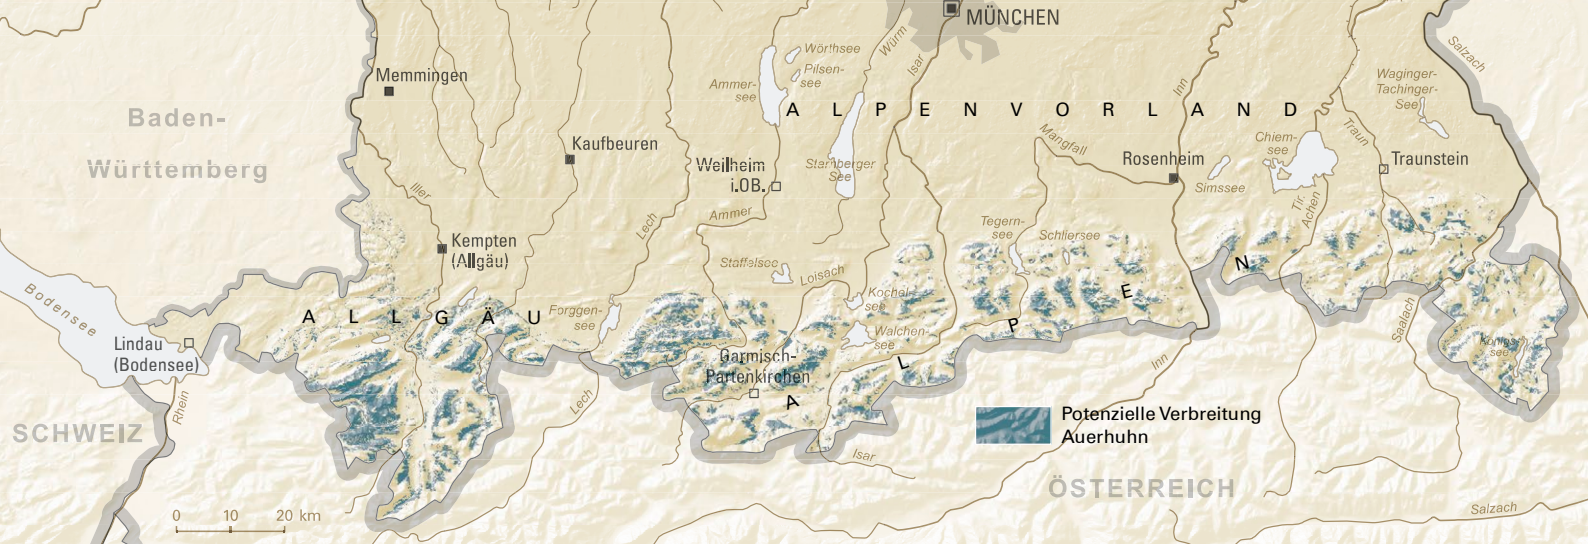 MÜNCHEN
Wörthsee
Würm
Isar
Salzach
Memmingen
Pilsen-
see
Ammer-
see
Inn
Waginger-
Tachinger-
See
Baden-
Württemberg
ALPENVORLAND
Kaufbeuren
Mangfall
Chiem-
see
Traun
Weilheim
i.OB.
Starnberger
See
Rosenheim
Traunstein
Iller
Simssee
Lech
Ammer
Tir.
Achen
Tegern-
see
Schliersee
Kempten
(Allgäu)
Staffelsee
Loisach
Bodensee
ALLGÄU
Forggen-
see
Kochel-
see
Walchen-
see
ALPEN
Saalach
Königs-
see
Lindau
(Bodensee)
Garmisch-
Partenkirchen
Inn
Rhein
Lech
SCHWEIZ
Potenzielle Verbreitung
Auerhuhn
Isar
ÖSTERREICH
0 10 20 km
Salzach